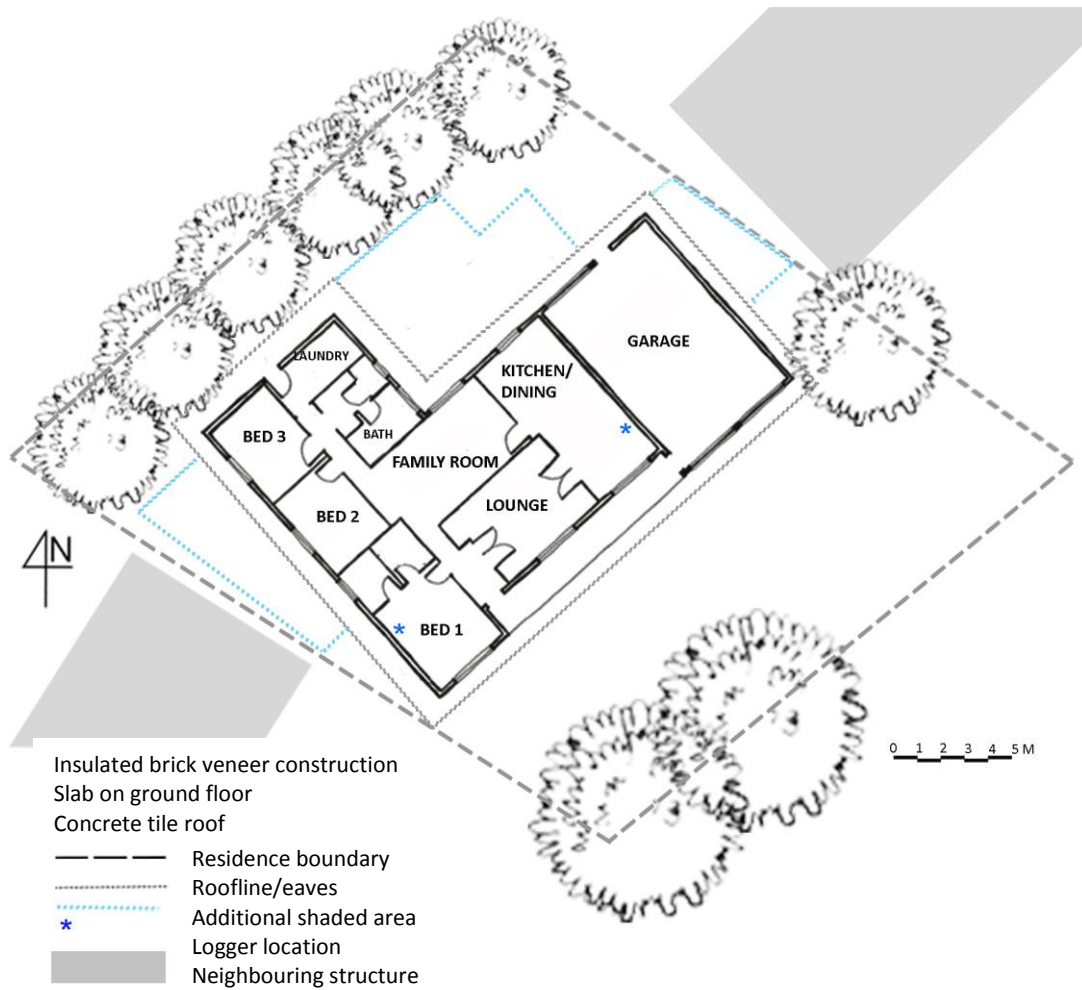 GARAGE
KITCHEN/
DINING
LAUNDRY
BED 3
BATH
FAMILY ROOM
LOUNGE
BED 2
BED 1
N
0 1 2 3 4 5 M
Insulated brick veneer construction
Slab on ground floor
Concrete tile roof
Residence boundary
Roofline/eaves
Additional shaded area
*
Logger location
Neighbouring structure